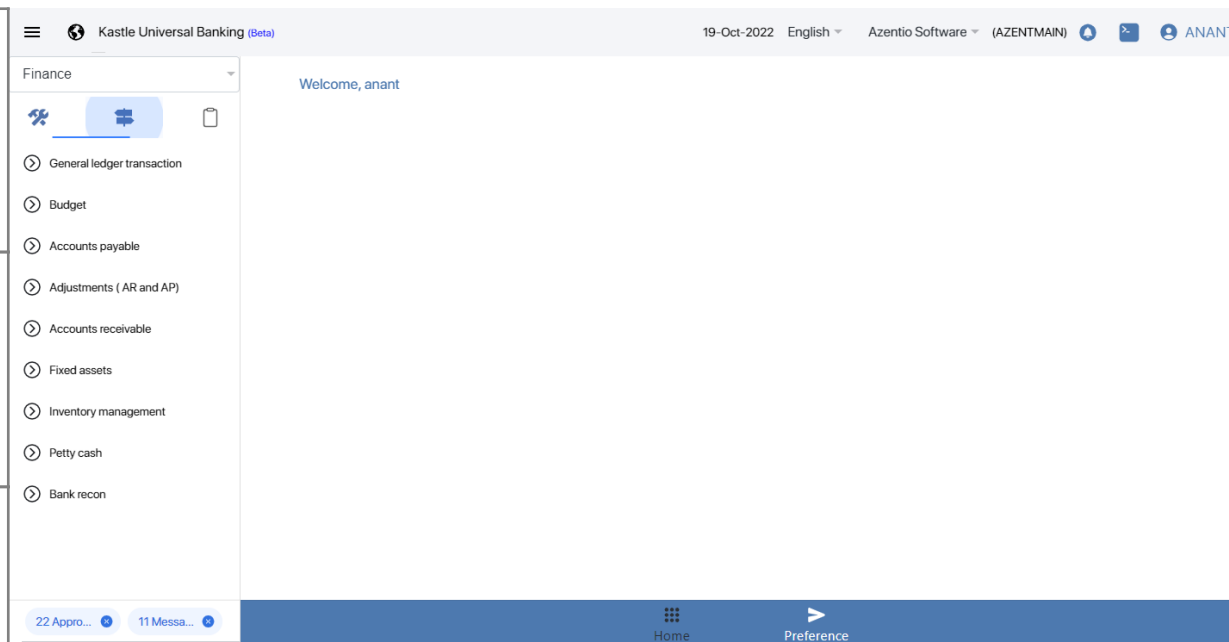 Kastle Universal Banking (Beta)
19-Oct-2022 English Azentio Software (AZENTMAIN) >_ ANANT
Finance
Welcome, anant
General ledger transaction
Budget
Accounts payable
Adjustments ( AR and AP)
Accounts receivable
Fixed assets
Inventory management
Petty cash
Bank recon
22 Appro... 11 Messa...
Home Preference